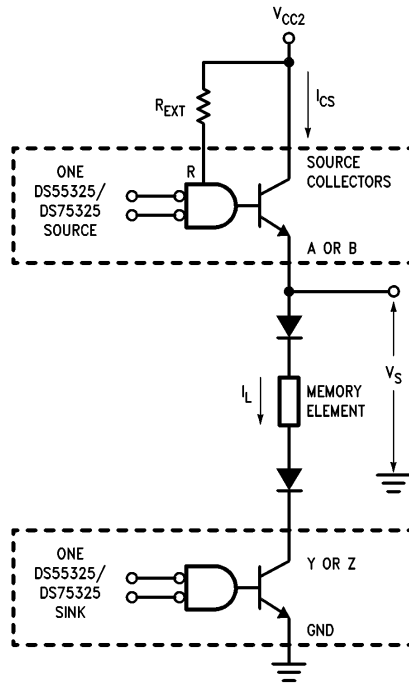 VCC2
REXT
ICS
ONE
DS55325/
DS75325
SOURCE
R
SOURCE
COLLECTORS
A OR B
IL
MEMORY
ELEMENT
VS
ONE
DS55325/
DS75325
SINK
Y OR Z
GND